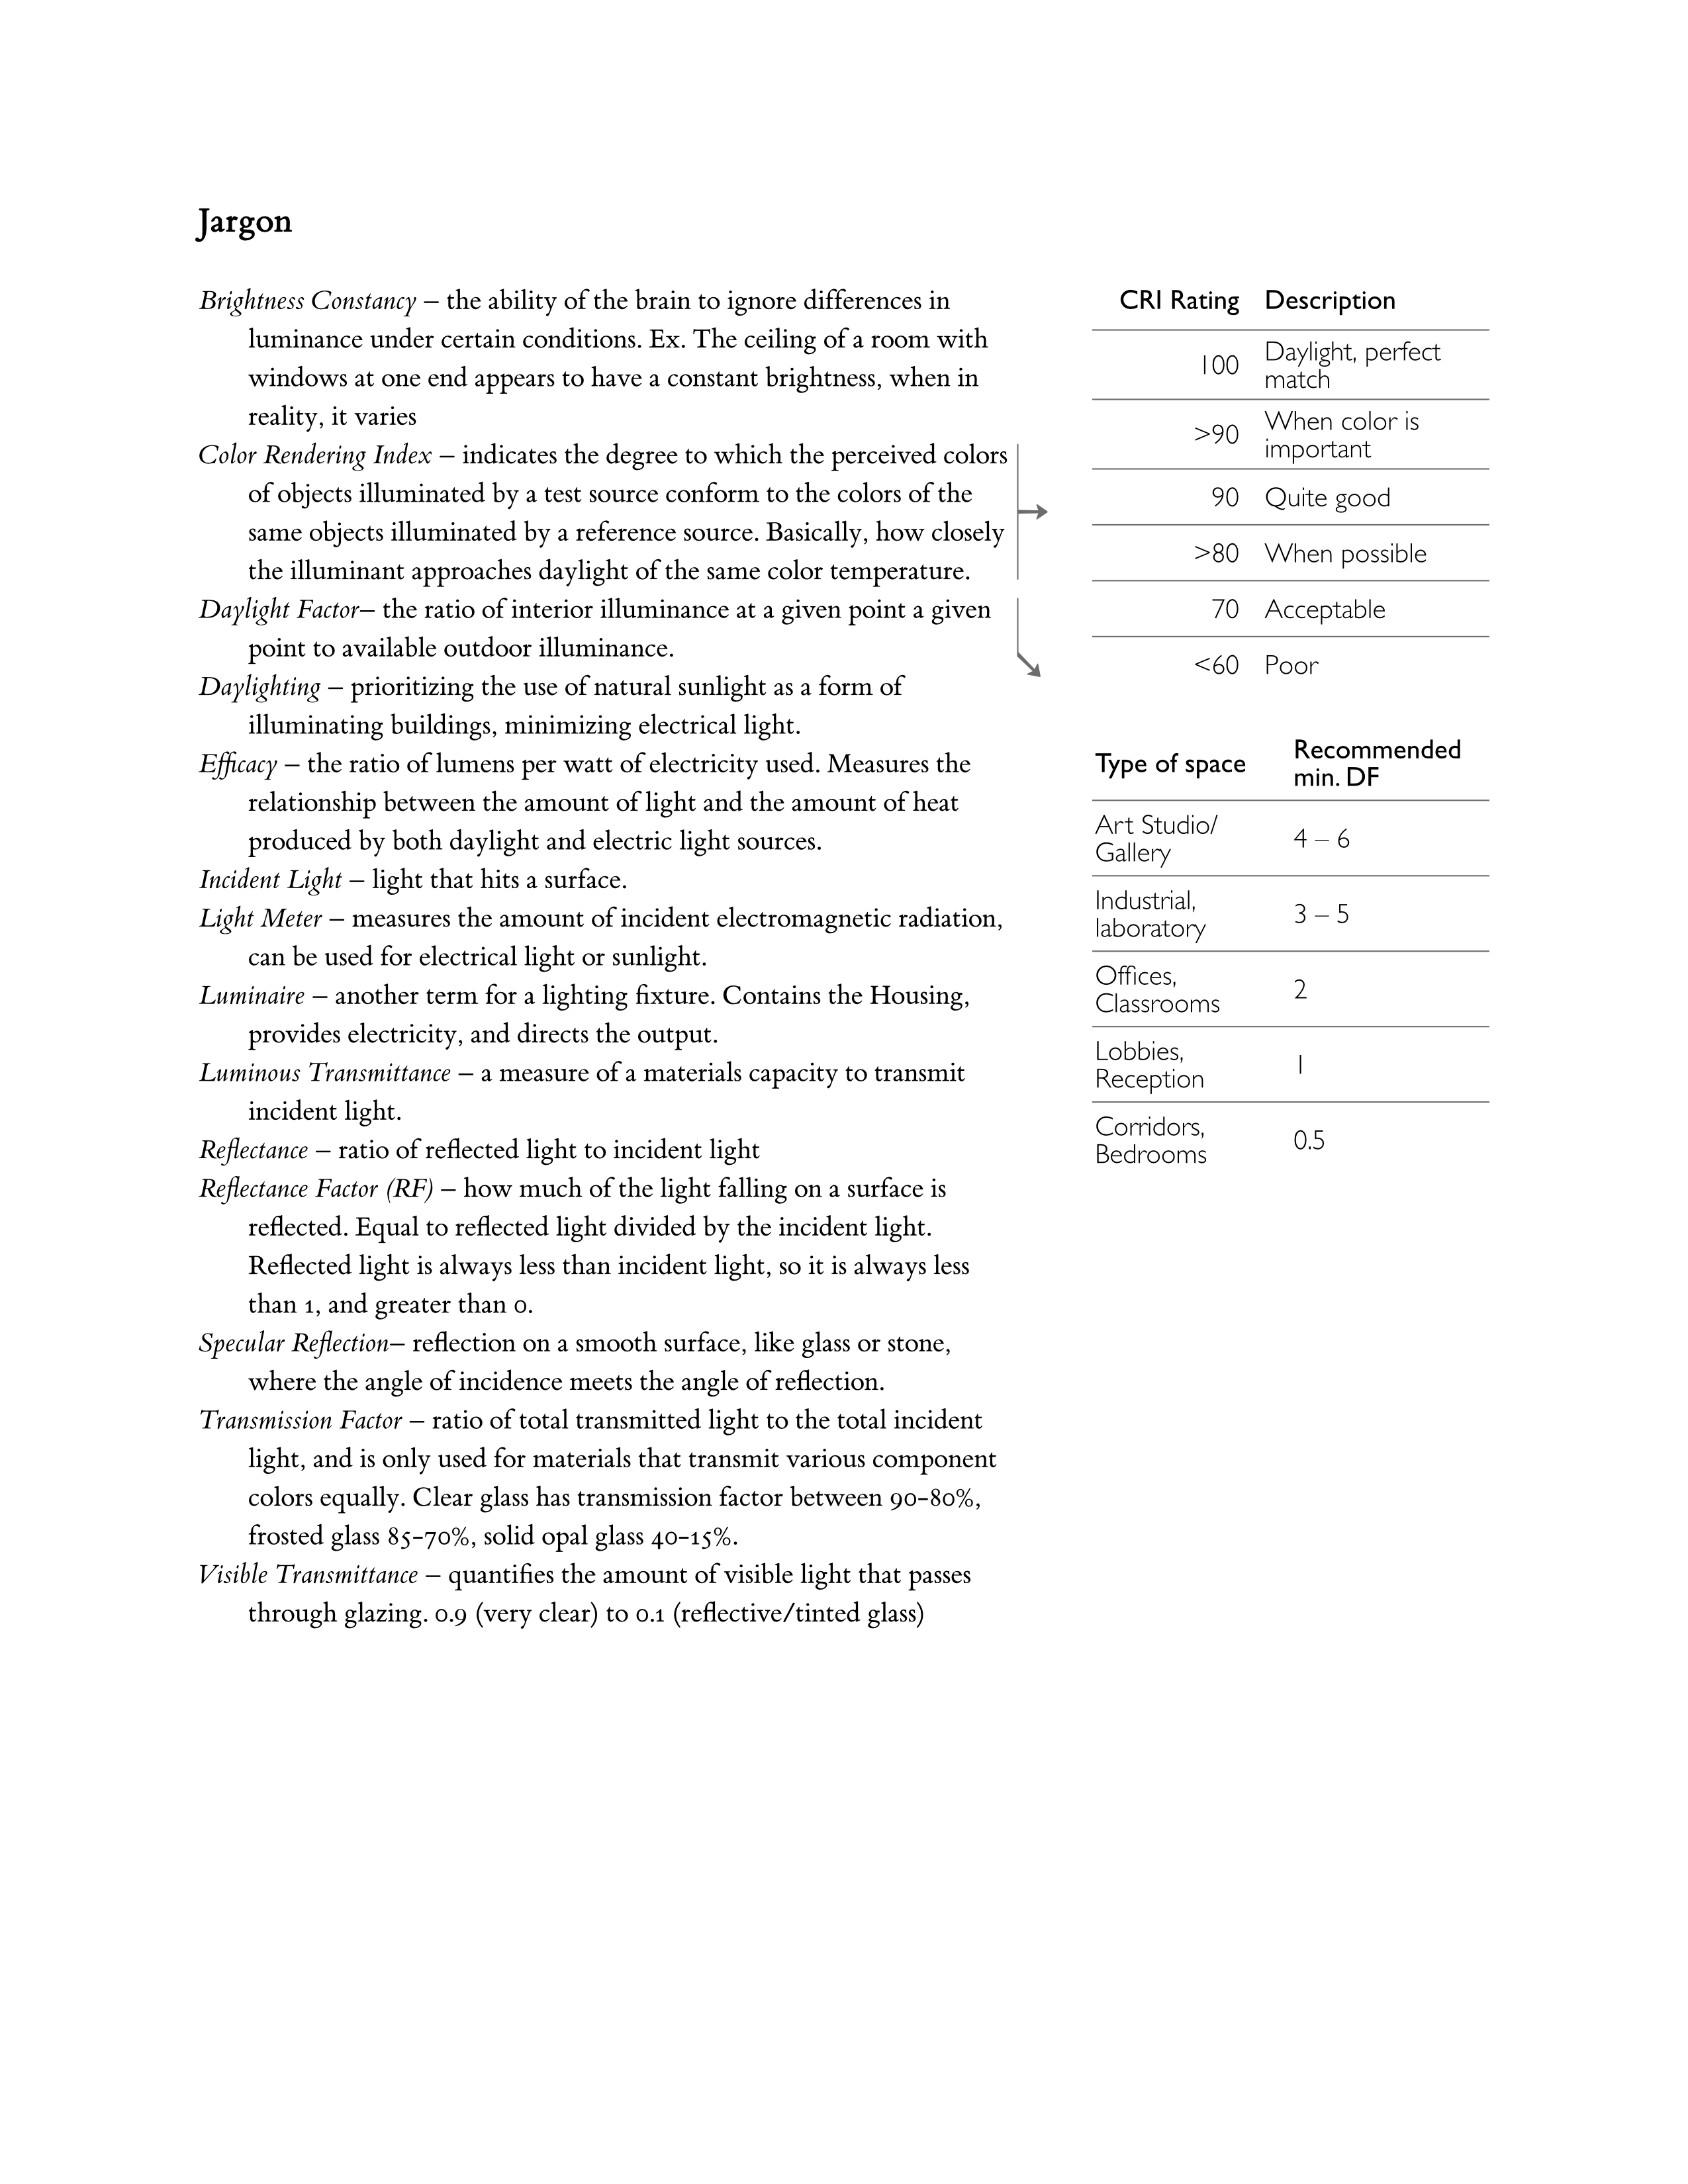 Jargon
Brightness Constancy – the ability of the brain to ignore differences in
luminance under certain conditions. Ex. The ceiling of a room with
windows at one end appears to have a constant brightness, when in
reality, it varies
Color Rendering Index – indicates the degree to which the perceived colors
of objects illuminated by a test source conform to the colors of the
same objects illuminated by a reference source. Basically, how closely
the illuminant approaches daylight of the same color temperature.
Daylight Factor– the ratio of interior illuminance at a given point a given
point to available outdoor illuminance.
Daylighting – prioritizing the use of natural sunlight as a form of
illuminating buildings, minimizing electrical light.
Efficacy – the ratio of lumens per watt of electricity used. Measures the
relationship between the amount of light and the amount of heat
produced by both daylight and electric light sources.
Incident Light – light that hits a surface.
Light Meter – measures the amount of incident electromagnetic radiation,
can be used for electrical light or sunlight.
Luminaire – another term for a lighting fixture. Contains the Housing,
provides electricity, and directs the output.
Luminous Transmittance – a measure of a materials capacity to transmit
incident light.
Reflectance – ratio of reflected light to incident light
Reflectance Factor (RF) – how much of the light falling on a surface is
reflected. Equal to reflected light divided by the incident light.
Reflected light is always less than incident light, so it is always less
than 1, and greater than 0.
Specular Reflection– reflection on a smooth surface, like glass or stone,
where the angle of incidence meets the angle of reflection.
Transmission Factor – ratio of total transmitted light to the total incident
light, and is only used for materials that transmit various component
colors equally. Clear glass has transmission factor between 90-80%,
frosted glass 85-70%, solid opal glass 40-15%.
Visible Transmittance – quantifies the amount of visible light that passes
through glazing. 0.9 (very clear) to 0.1 (reflective/tinted glass)
CRI Rating Description
100 Daylight, perfect
match
>90 When color is
important
90 Quite good
>80 When possible
70 Acceptable
<60 Poor
Type of space Recommended
min. DF
Art Studio/
Gallery 4 – 6
Industrial,
laboratory 3 – 5
Offices,
Classrooms 2
Lobbies,
Reception 1
Corridors,
Bedrooms 0.5